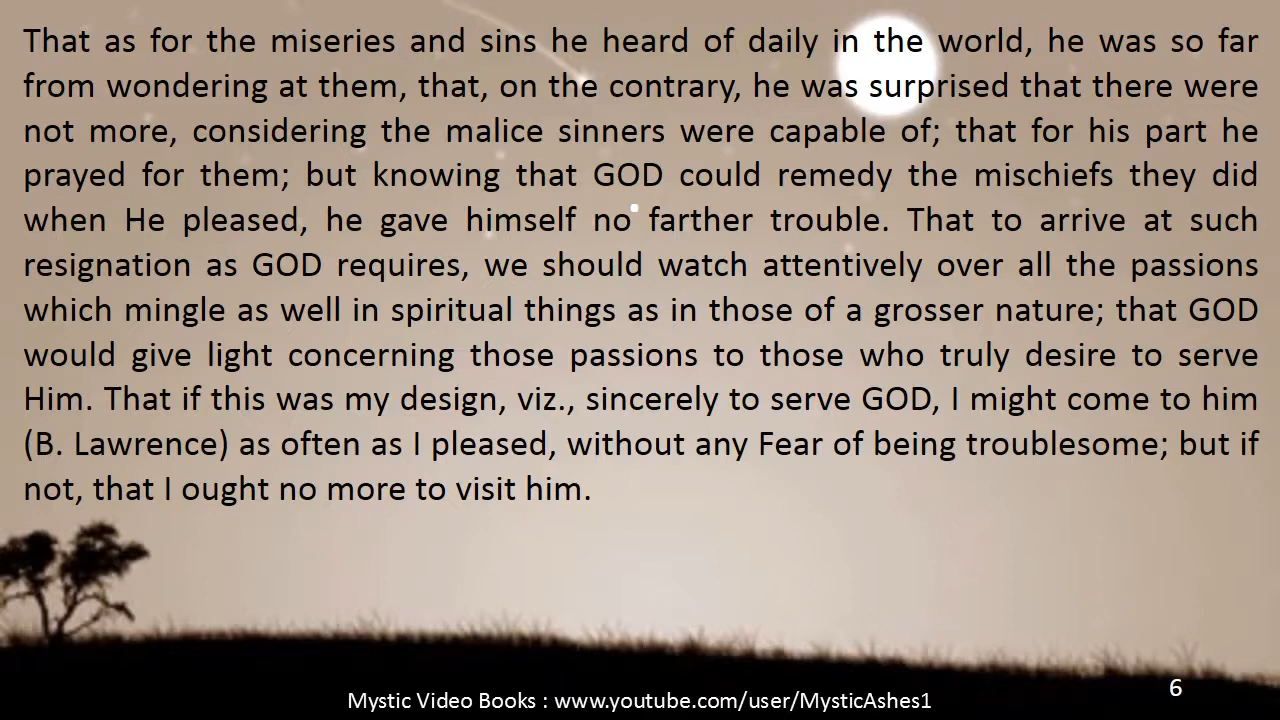 That as for the miseries and sins he heard of daily in the world, he was so far
from wondering at them, that, on the contrary, he was surprised that there were
not more, considering the malice sinners were capable of; that for his part he
prayed for them; but knowing that GOD could remedy the mischiefs they did
when He pleased, he gave himself no farther trouble. That to arrive at such
resignation as GOD requires, we should watch attentively over all the passions
which mingle as well in spiritual things as in those of a grosser nature; that GOD
would give light concerning those passions to those who truly desire to serve
Him. That if this was my design, viz., sincerely to serve GOD, I might come to him
(B. Lawrence) as often as I pleased, without any Fear of being troublesome; but if
not, that I ought no more to visit him.
6
Mystic Video Books : www.youtube.com/user/MysticAshes1